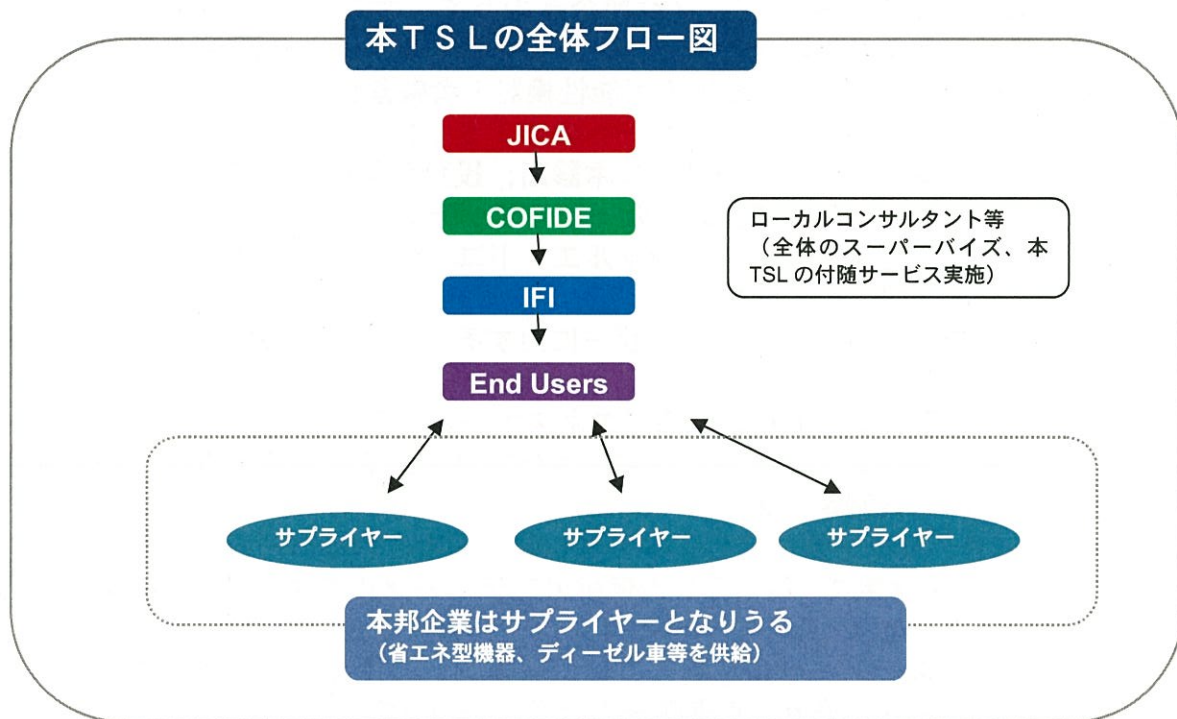 本ＴＳＬの全体フロー図
JICA
COFIDE
ローカルコンサルタント等
（全体のスーパーバイズ、本
TSL の付随サービス実施）
IFI
End Users
サプライヤー
サプライヤー
サプライヤー
本邦企業はサプライヤーとなりうる
（省エネ型機器、ディーゼル車等を供給）